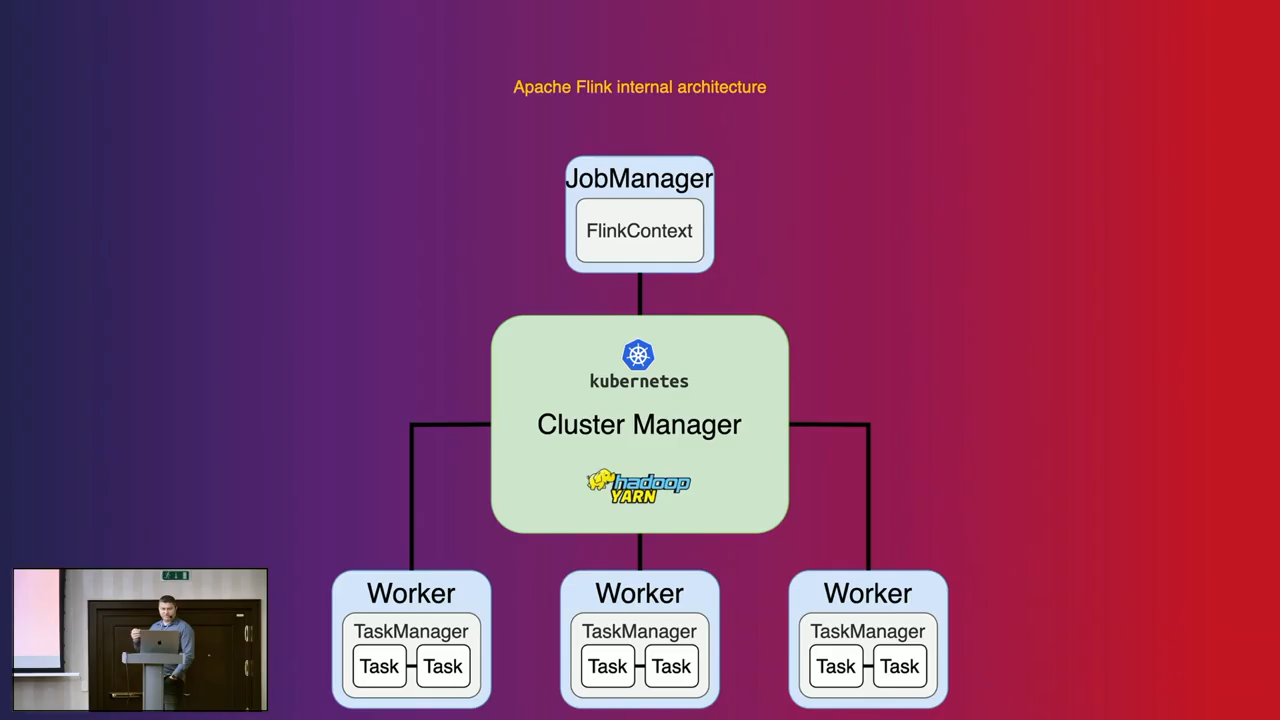 Apache Flink internal architecture
JobManager
FlinkContext
kubernetes
Cluster Manager
hadoop
YARN
Worker
Worker
Worker
TaskManager
TaskManager
TaskManager
Task
Task
Task
Task
Task
Task